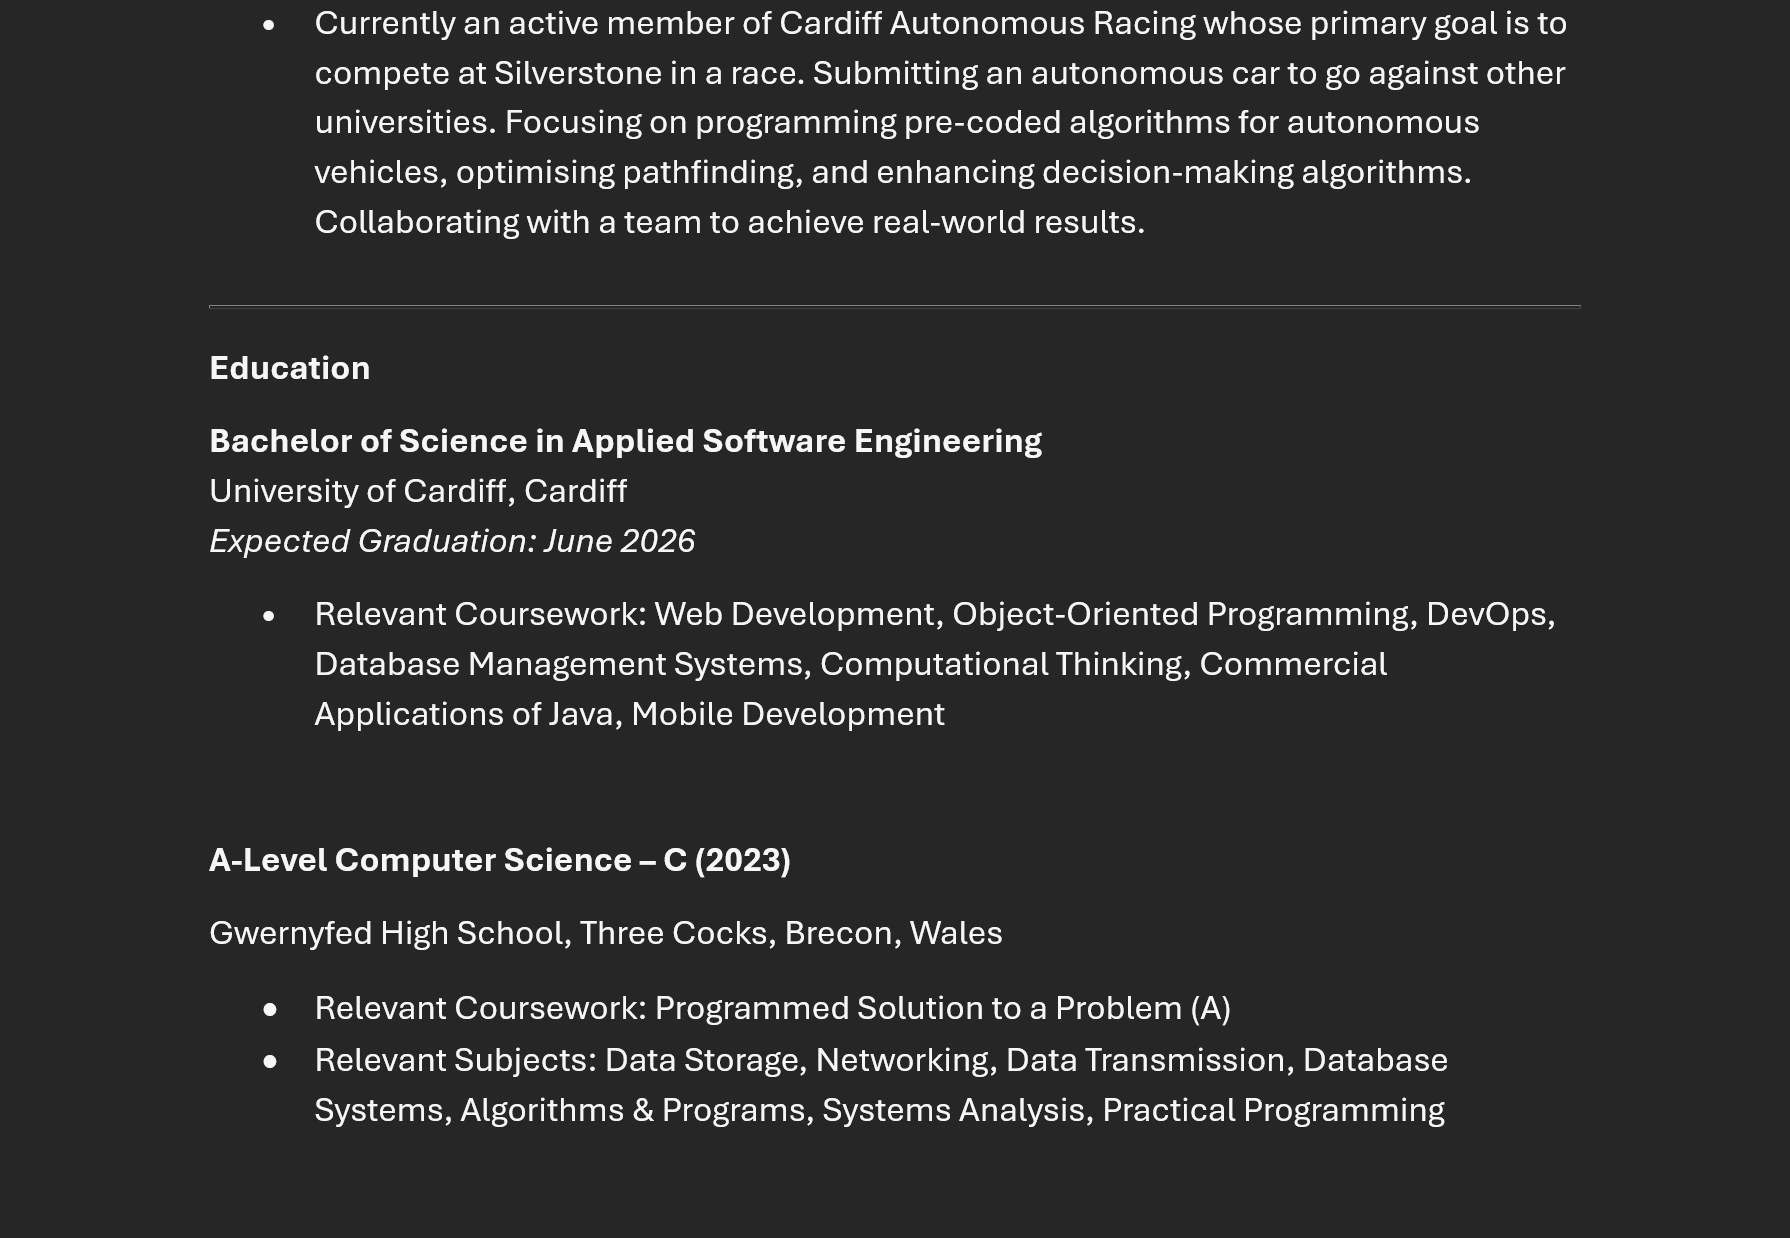 • Currently an active member of Cardiff Autonomous Racing whose primary goal is to
compete at Silverstone in a race. Submitting an autonomous car to go against other
universities. Focusing on programming pre-coded algorithms for autonomous
vehicles, optimising pathfinding, and enhancing decision-making algorithms.
Collaborating with a team to achieve real-world results.
Education
Bachelor of Science in Applied Software Engineering
University of Cardiff, Cardiff
Expected Graduation: June 2026
• Relevant Coursework: Web Development, Object-Oriented Programming, DevOps,
Database Management Systems, Computational Thinking, Commercial
Applications of Java, Mobile Development
A-Level Computer Science – C (2023)
Gwernyfed High School, Three Cocks, Brecon, Wales
• Relevant Coursework: Programmed Solution to a Problem (A)
• Relevant Subjects: Data Storage, Networking, Data Transmission, Database
Systems, Algorithms & Programs, Systems Analysis, Practical Programming